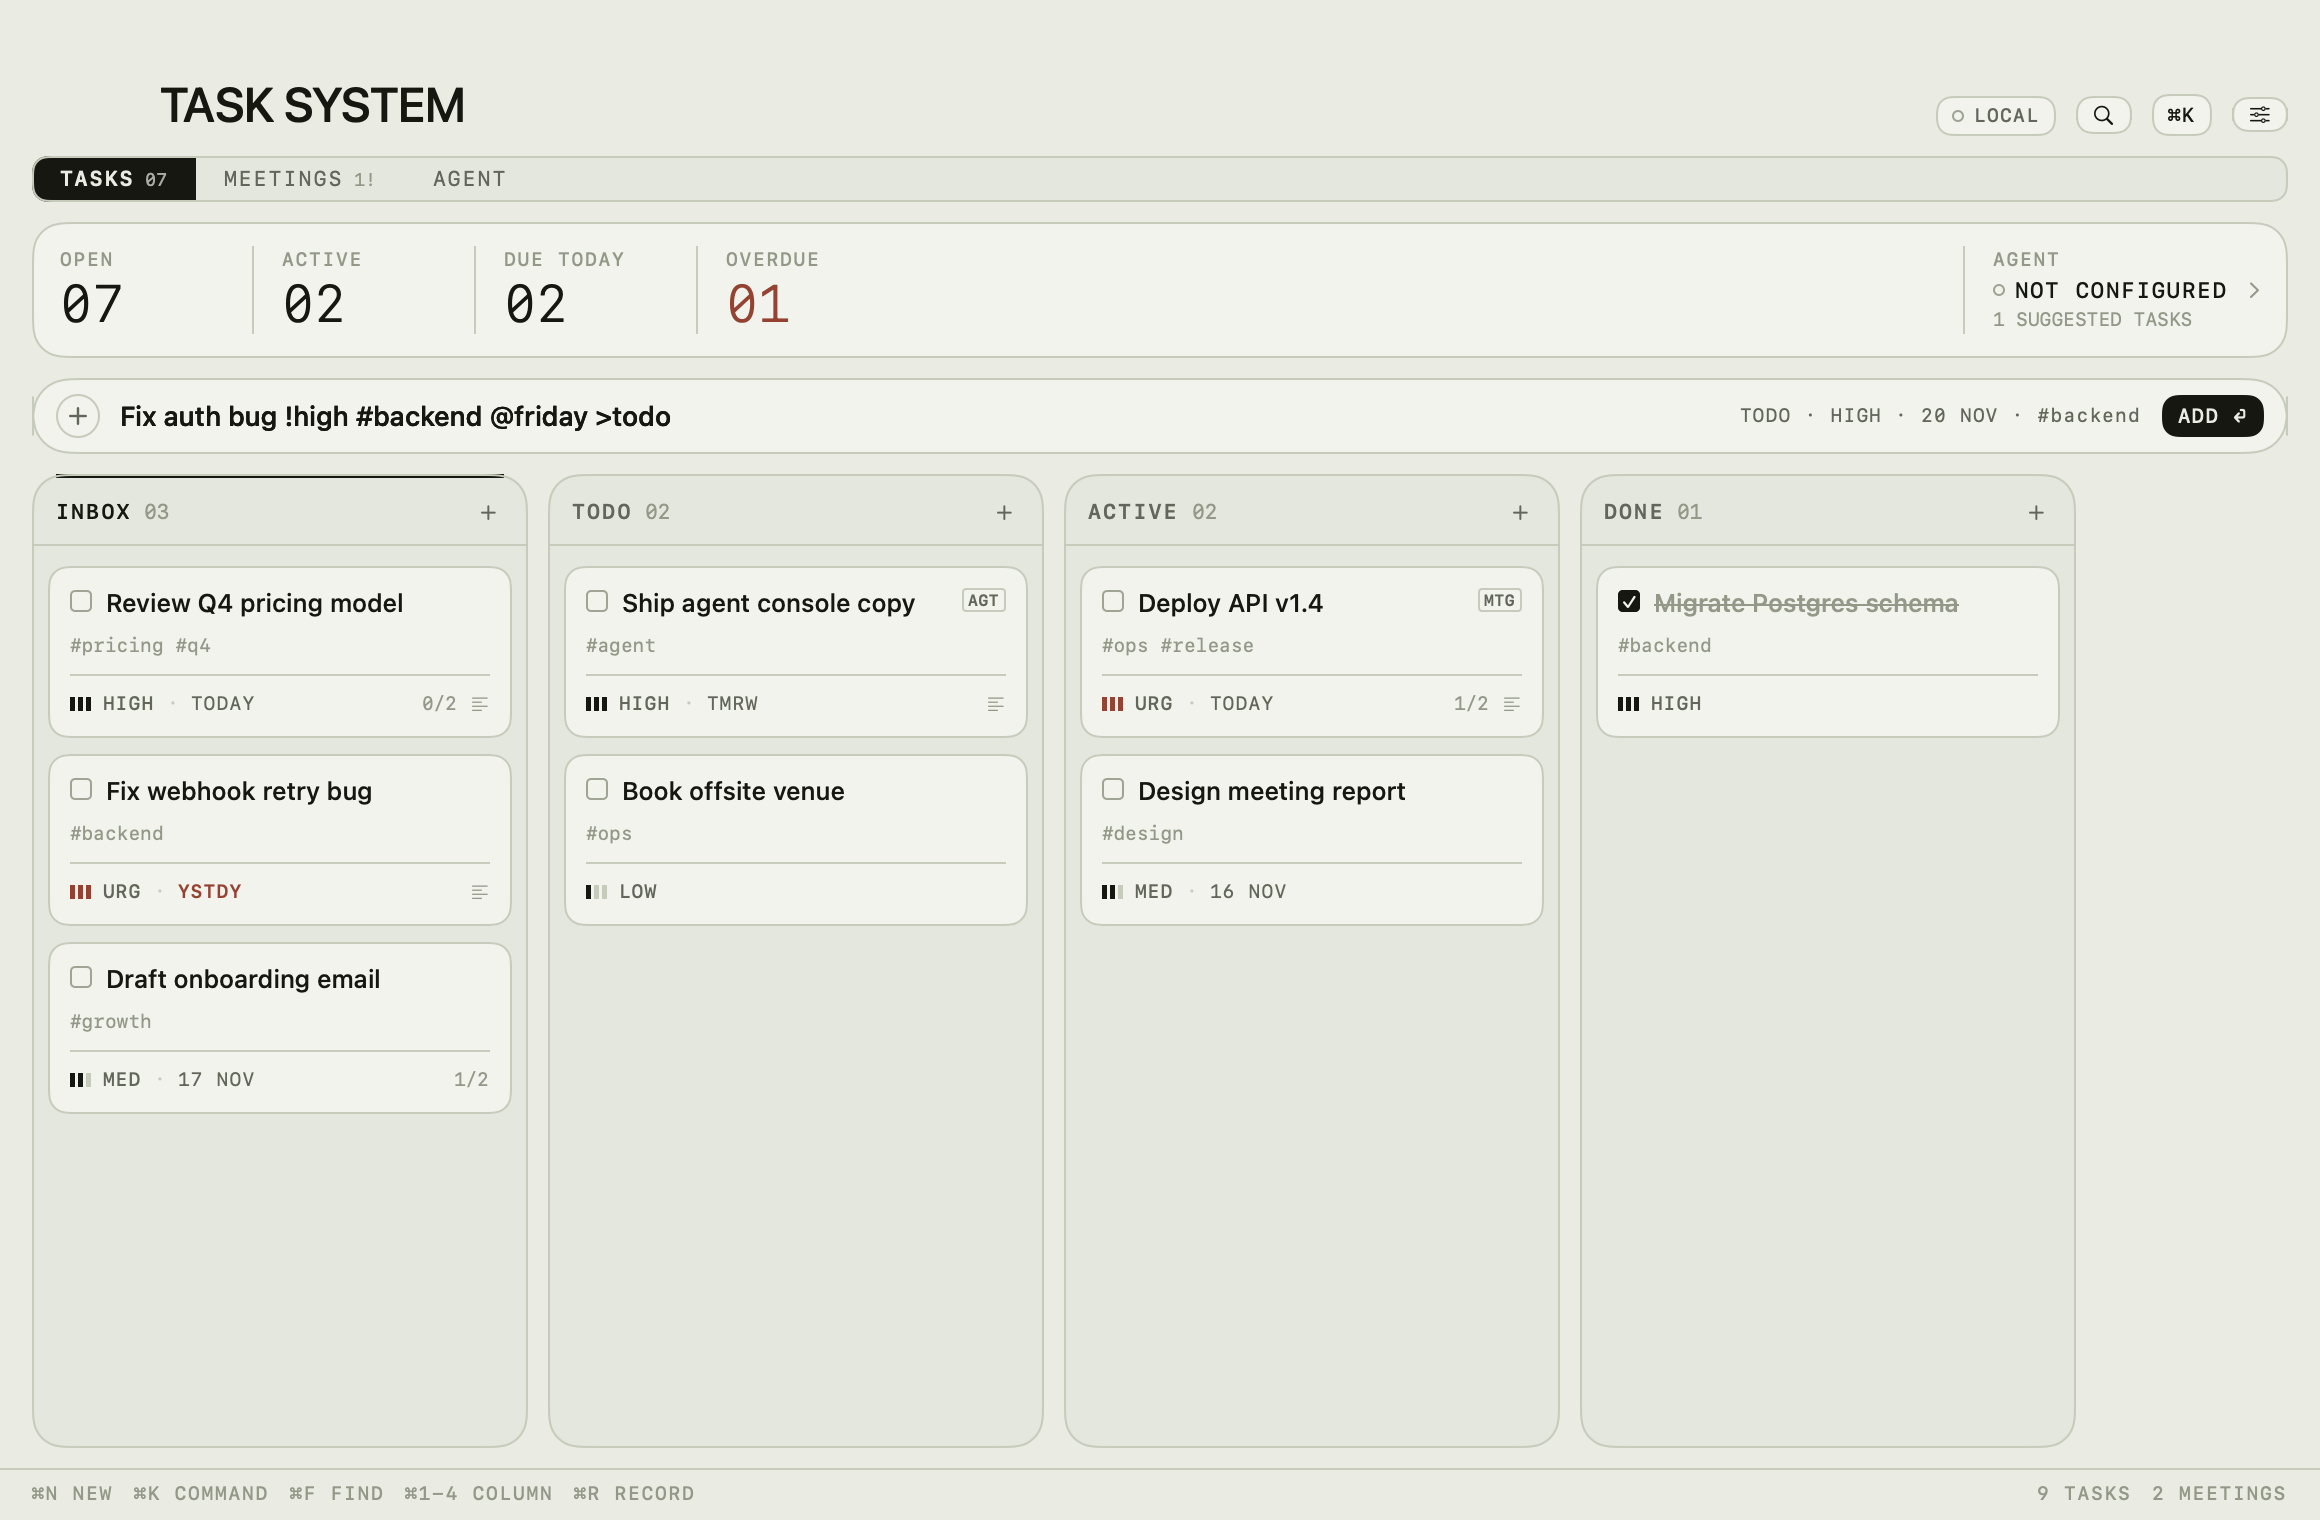 TASK SYSTEM
LOCAL
⌘K
TASKS 07 MEETINGS 1! AGENT
OPEN
07
ACTIVE
02
DUE TODAY
02
OVERDUE
01
AGENT
NOT CONFIGURED
1 SUGGESTED TASKS
Fix auth bug !high #backend @friday >todo
TODO · HIGH · 20 NOV · #backend
ADD ⏎
INBOX 03
Review Q4 pricing model
#pricing #q4
HIGH · TODAY 0/2
Fix webhook retry bug
#backend
URG · YSTDY
Draft onboarding email
#growth
MED · 17 NOV 1/2
TODO 02
Ship agent console copy AGT
#agent
HIGH · TMRW
Book offsite venue
#ops
LOW
ACTIVE 02
Deploy API v1.4 MTG
#ops #release
URG · TODAY 1/2
Design meeting report
#design
MED · 16 NOV
DONE 01
Migrate Postgres schema
#backend
HIGH
⌘N NEW ⌘K COMMAND ⌘F FIND ⌘1–4 COLUMN ⌘R RECORD
9 TASKS 2 MEETINGS